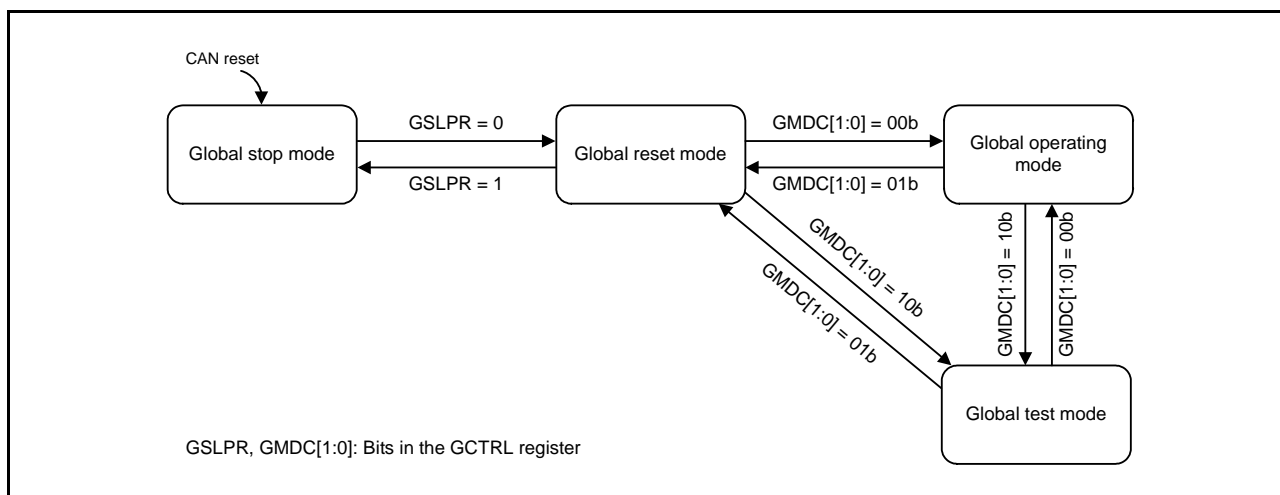 CAN reset
Global stop mode
GSLPR = 0
GSLPR = 1
Global reset mode
GMDC[1:0] = 00b
GMDC[1:0] = 01b
Global operating
mode
GMDC[1:0] = 10b
GMDC[1:0] = 01b
GMDC[1:0] = 10b
GMDC[1:0] = 00b
Global test mode
GSLPR, GMDC[1:0]: Bits in the GCTRL register